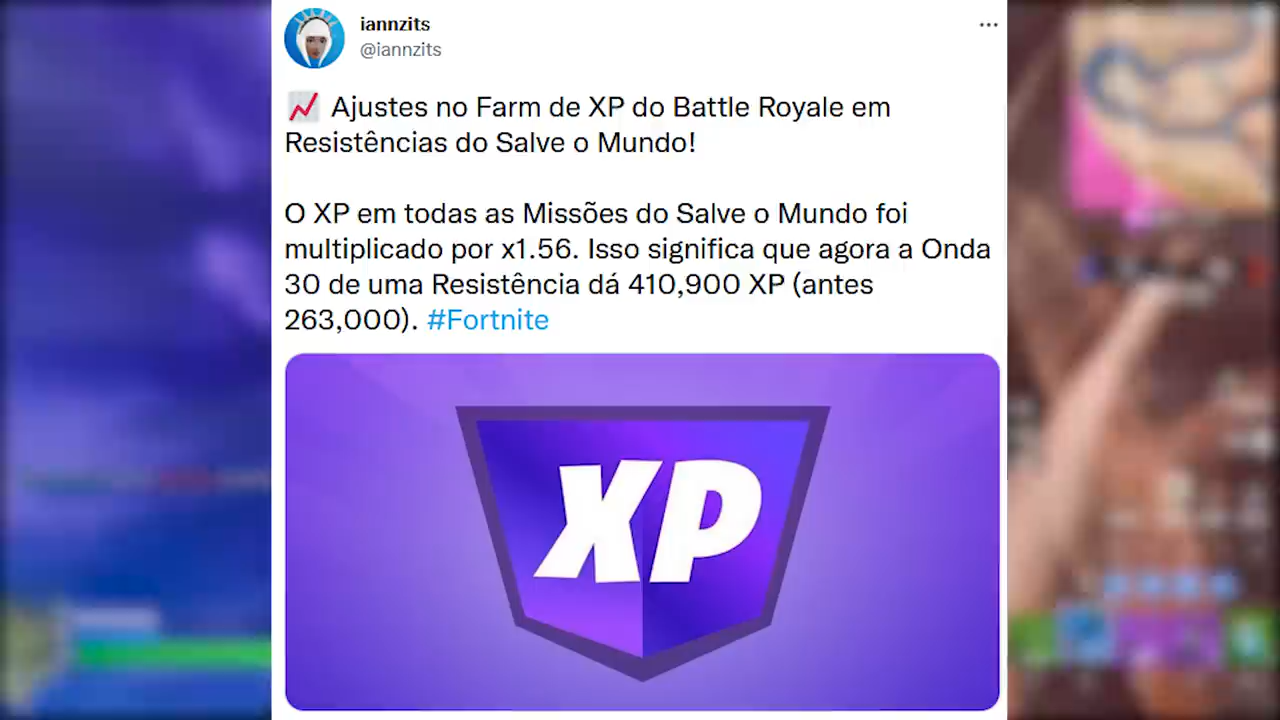 iannzits
@iannzits
📈 Ajustes no Farm de XP do Battle Royale em
Resistências do Salve o Mundo!
O XP em todas as Missões do Salve o Mundo foi
multiplicado por x1.56. Isso significa que agora a Onda
30 de uma Resistência dá 410,900 XP (antes
263,000). #Fortnite
XP